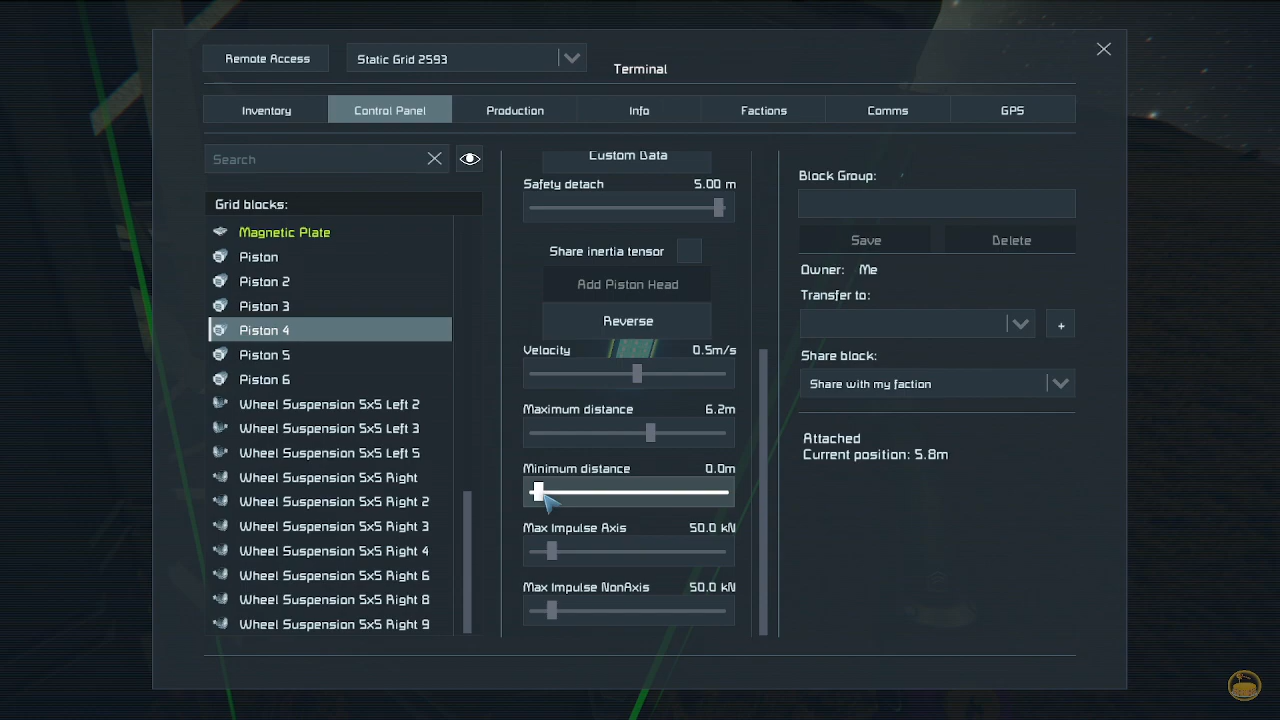 Remote Access
Static Grid 2593
Terminal
Inventory
Control Panel
Production
Info
Factions
Comms
GPS
Search
Grid blocks:
Magnetic Plate
Piston
Piston 2
Piston 3
Piston 4
Piston 5
Piston 6
Wheel Suspension 5x5 Left 2
Wheel Suspension 5x5 Left 3
Wheel Suspension 5x5 Left 5
Wheel Suspension 5x5 Right
Wheel Suspension 5x5 Right 2
Wheel Suspension 5x5 Right 3
Wheel Suspension 5x5 Right 4
Wheel Suspension 5x5 Right 6
Wheel Suspension 5x5 Right 8
Wheel Suspension 5x5 Right 9
Custom Data
Safety detach 5.00 m
Share inertia tensor
Add Piston Head
Reverse
Velocity 0.5m/s
Maximum distance 6.2m
Minimum distance 0.0m
Max Impulse Axis 50.0 kN
Max Impulse NonAxis 50.0 kN
Block Group:
Save
Delete
Owner: Me
Transfer to:
+
Share block:
Share with my faction
Attached
Current position: 5.8m